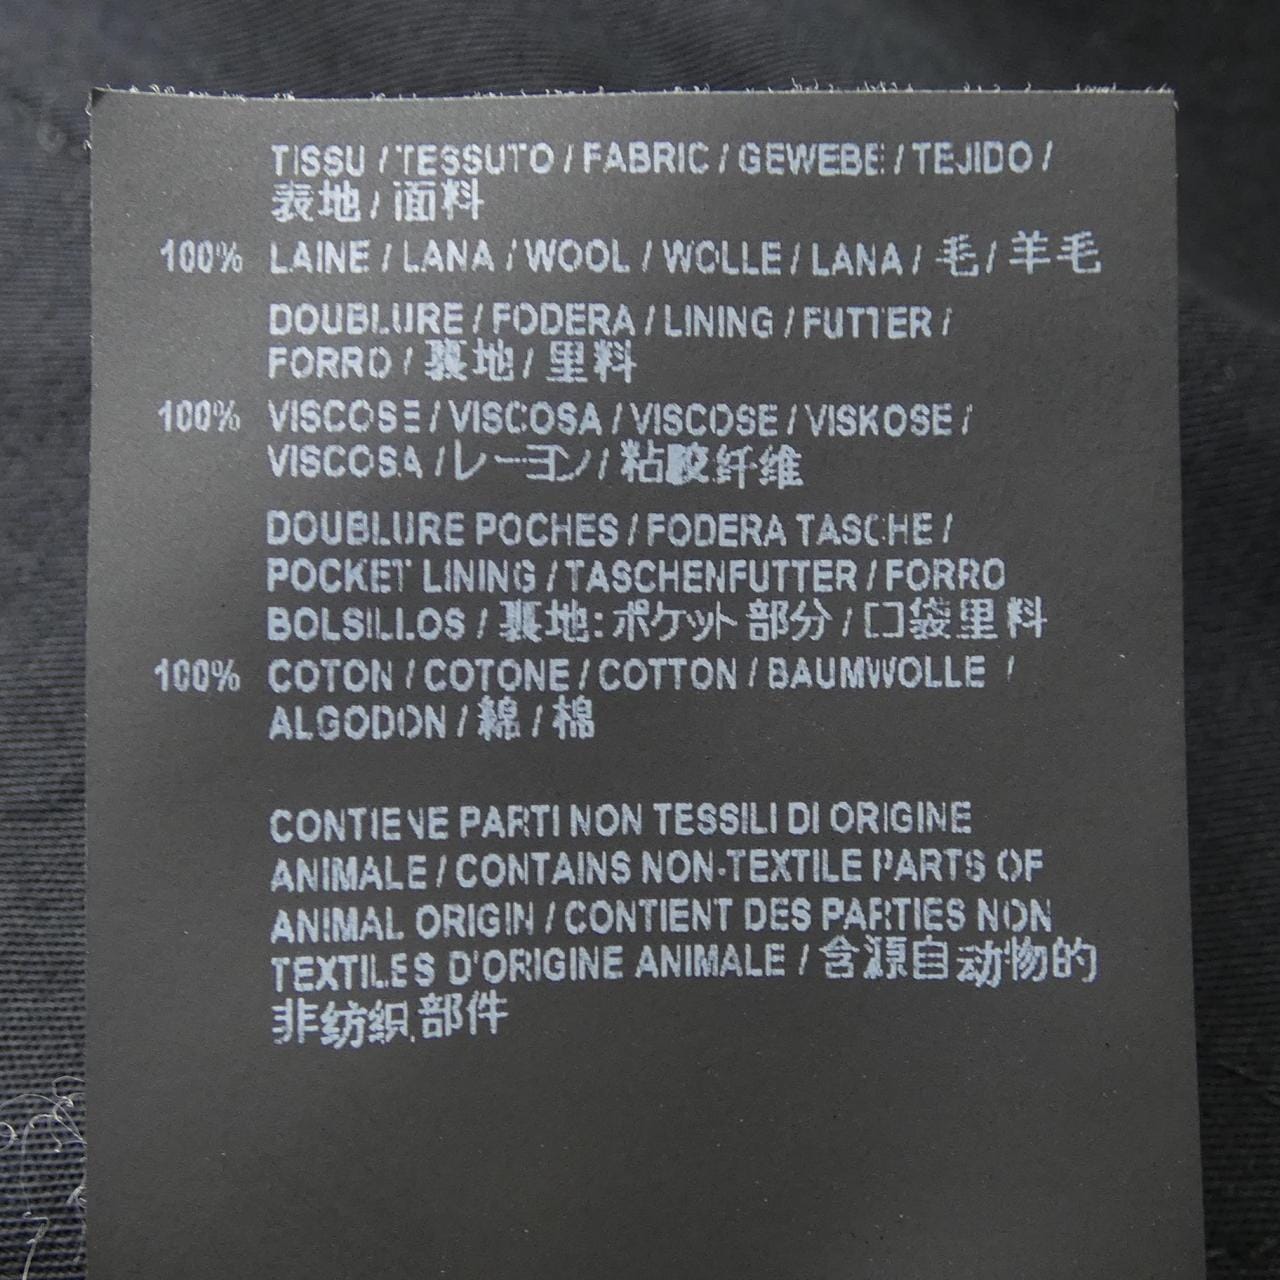 TISSU / TESSUTO / FABRIC / GEWEBE / TEJIDO /
表地 / 面料
100% LAINE / LANA / WOOL / WOLLE / LANA / 毛 / 羊毛
DOUBLURE / FODERA / LINING / FUTTER /
FORRO / 裏地 / 里料
100% VISCOSE / VISCOSA / VISCOSE / VISKOSE /
VISCOSA / レーヨン / 粘胶纤维
DOUBLURE POCHES / FODERA TASCHE /
POCKET LINING / TASCHENFUTTER / FORRO
BOLSILLOS / 裏地:ポケット部分 / 口袋里料
100% COTON / COTONE / COTTON / BAUMWOLLE /
ALGODON / 綿 / 棉
CONTIENE PARTI NON TESSILI DI ORIGINE
ANIMALE / CONTAINS NON-TEXTILE PARTS OF
ANIMAL ORIGIN / CONTIENT DES PARTIES NON
TEXTILES D'ORIGINE ANIMALE / 含源自动物的
非纺织部件